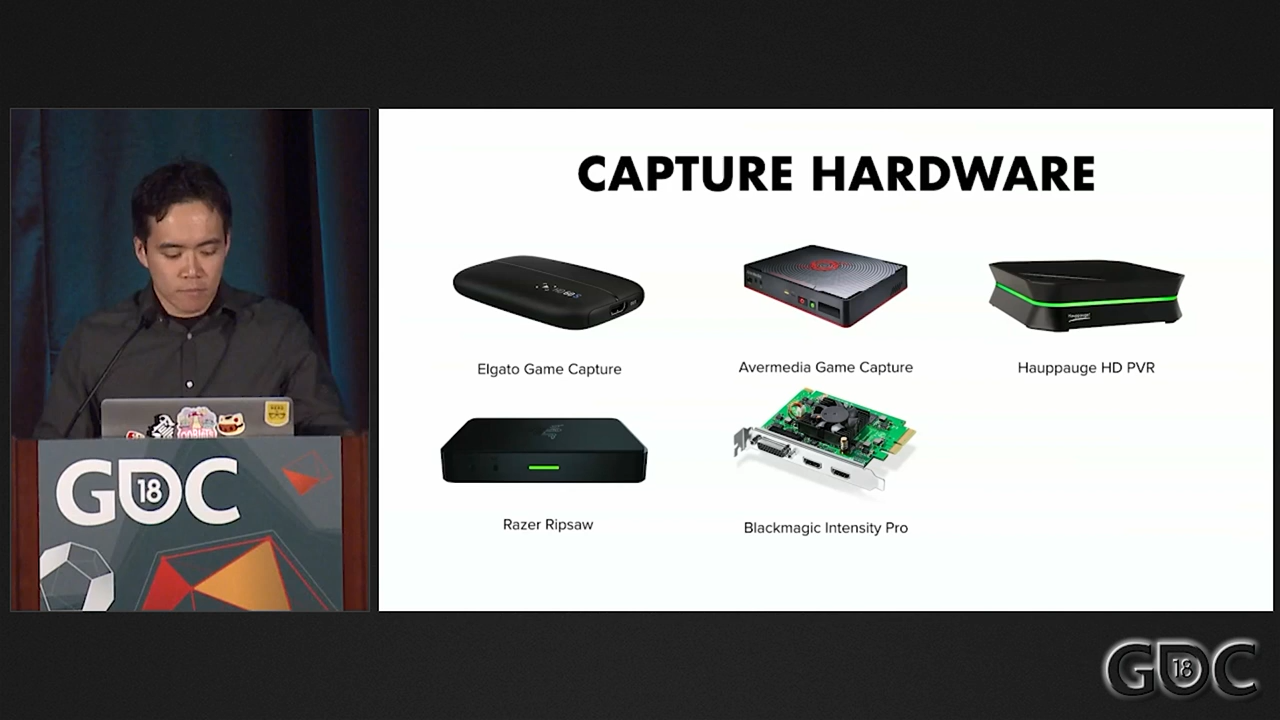 CAPTURE HARDWARE
Elgato Game Capture
Avermedia Game Capture
Hauppauge HD PVR
Razer Ripsaw
Blackmagic Intensity Pro
GDC
18
GDC
18